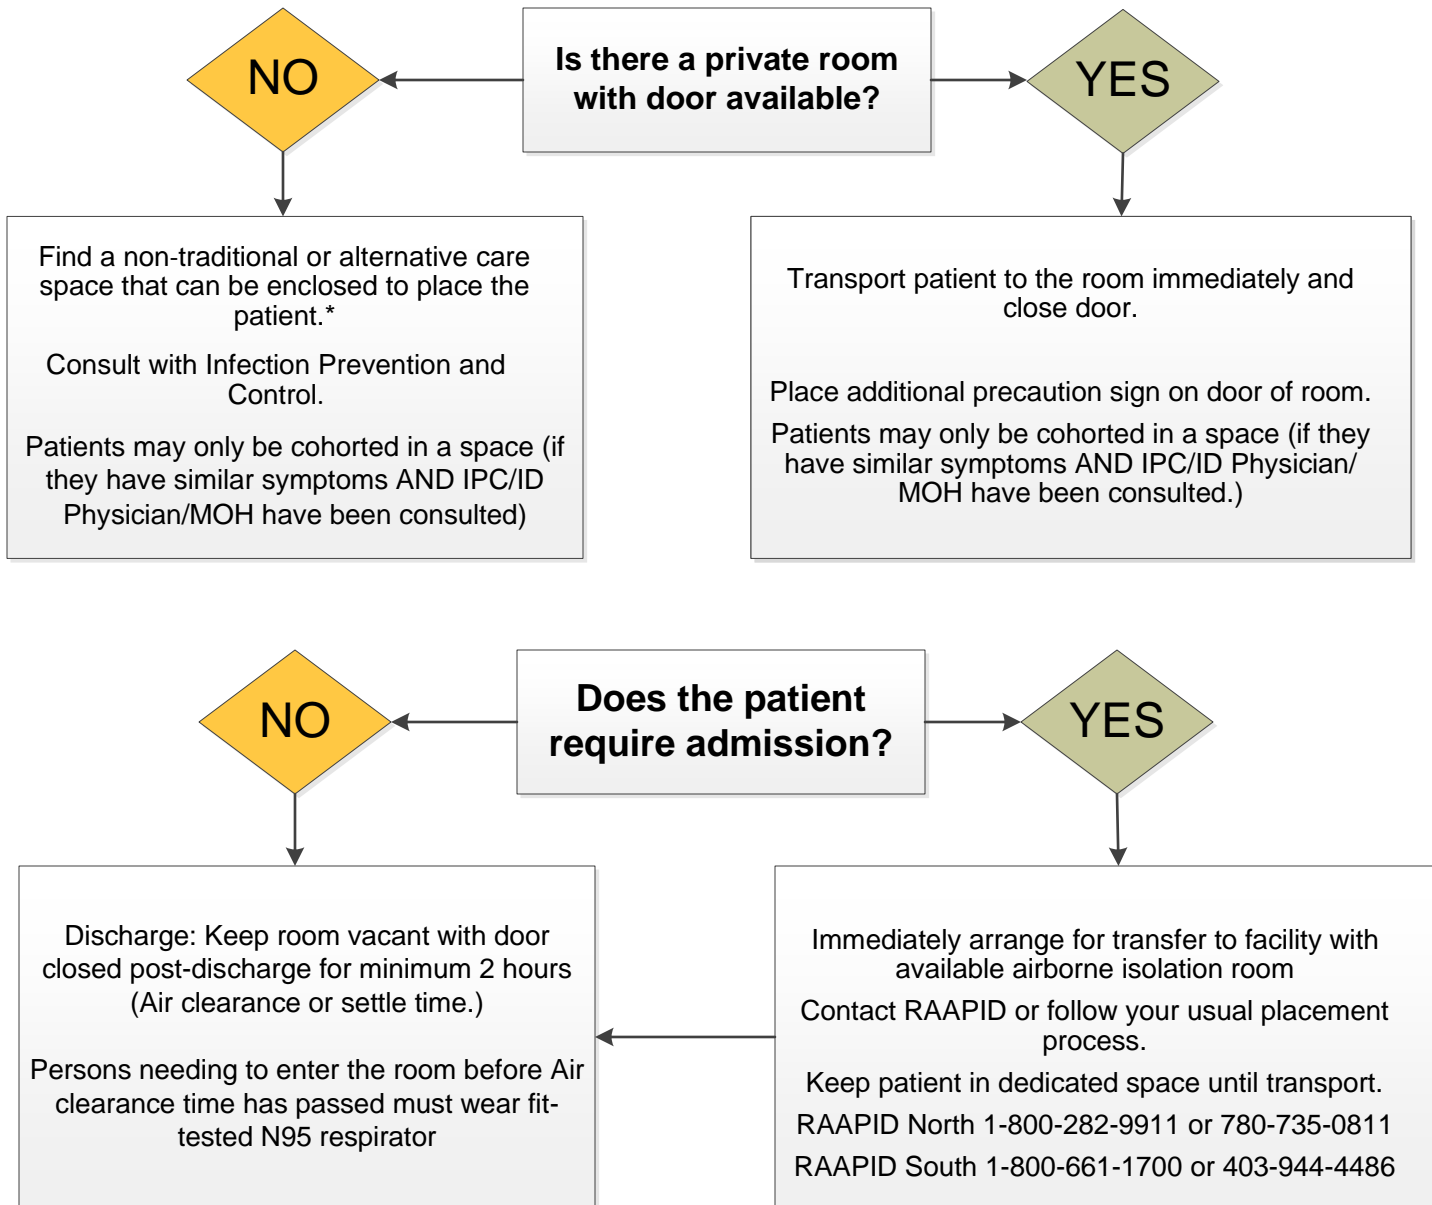 NO
Is there a private room
with door available?
YES
Find a non-traditional or alternative care
space that can be enclosed to place the
patient.*
Consult with Infection Prevention and
Control.
Patients may only be cohorted in a space (if
they have similar symptoms AND IPC/ID
Physician/MOH have been consulted)
Transport patient to the room immediately and
close door.
Place additional precaution sign on door of room.
Patients may only be cohorted in a space (if they
have similar symptoms AND IPC/ID Physician/
MOH have been consulted.)
NO
Does the patient
require admission?
YES
Discharge: Keep room vacant with door
closed post-discharge for minimum 2 hours
(Air clearance or settle time.)
Persons needing to enter the room before Air
clearance time has passed must wear fit-
tested N95 respirator
Immediately arrange for transfer to facility with
available airborne isolation room
Contact RAAPID or follow your usual placement
process.
Keep patient in dedicated space until transport.
RAAPID North 1-800-282-9911 or 780-735-0811
RAAPID South 1-800-661-1700 or 403-944-4486